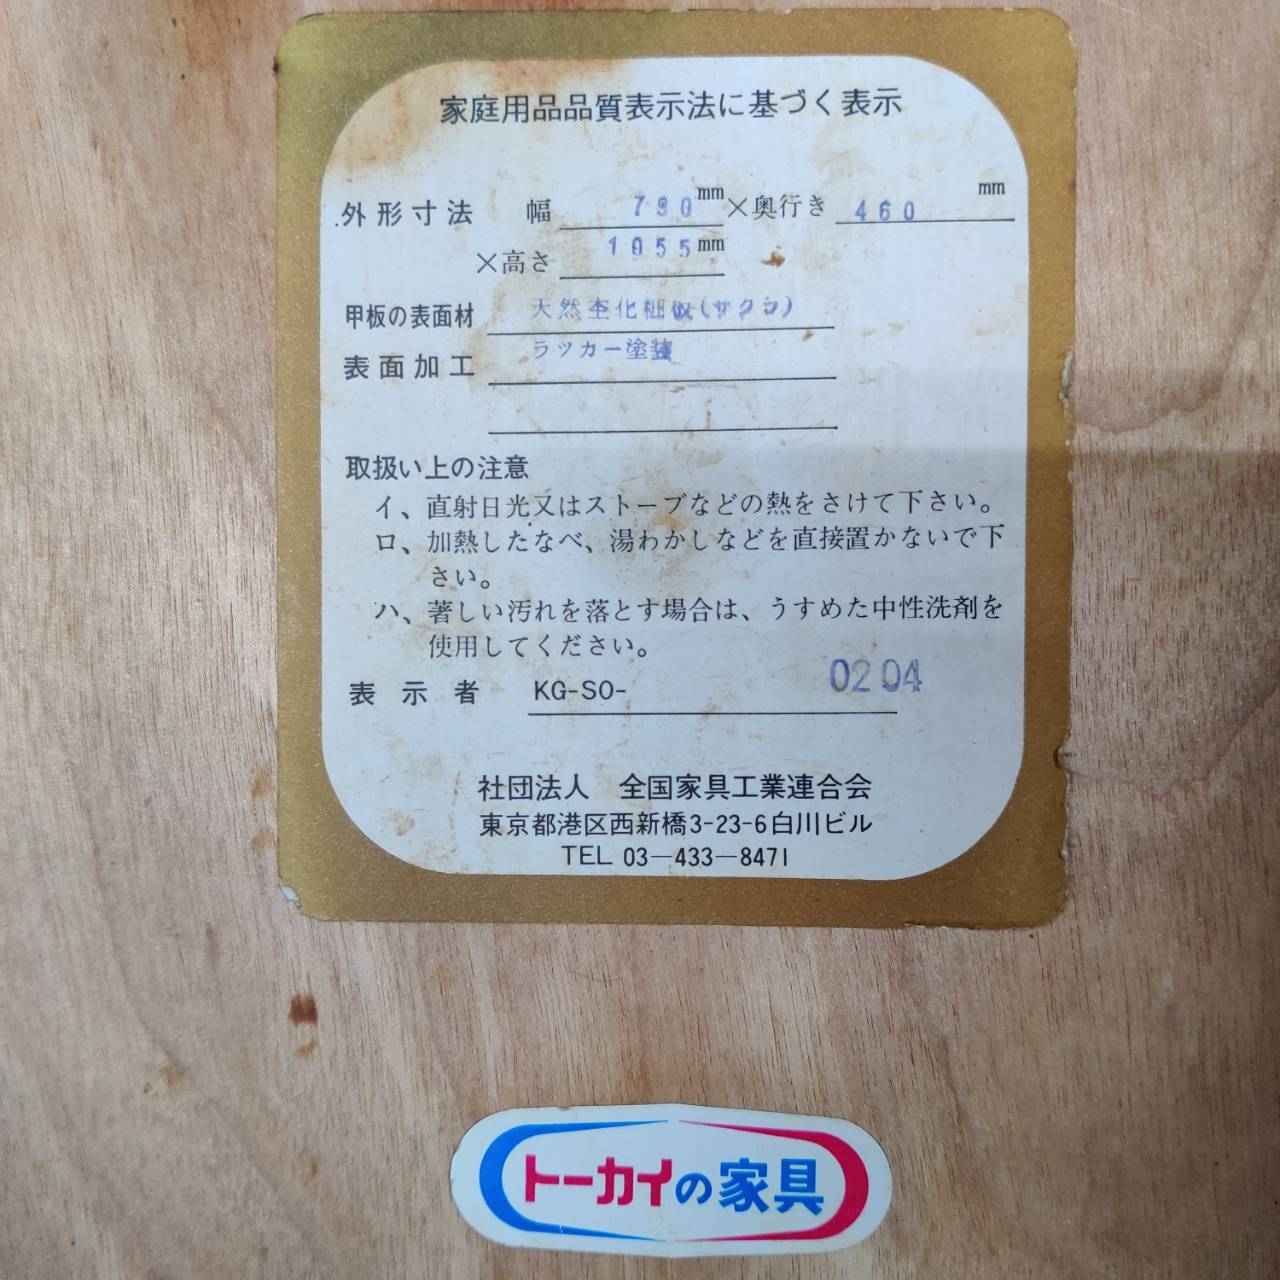 家庭用品品質表示法に基づく表示
外形寸法 幅 790mm×奥行き 460 mm
×高さ 1055mm
甲板の表面材 天然杢化粧板(サクラ)
表面加工 ラッカー塗装
取扱い上の注意
イ、直射日光又はストーブなどの熱をさけて下さい。
ロ、加熱したなべ、湯わかしなどを直接置かないで下
さい。
ハ、著しい汚れを落とす場合は、うすめた中性洗剤を
使用してください。
表示者 KG-SO- 0204
社団法人 全国家具工業連合会
東京都港区西新橋3-23-6白川ビル
TEL 03-433-8471
トーカイの家具